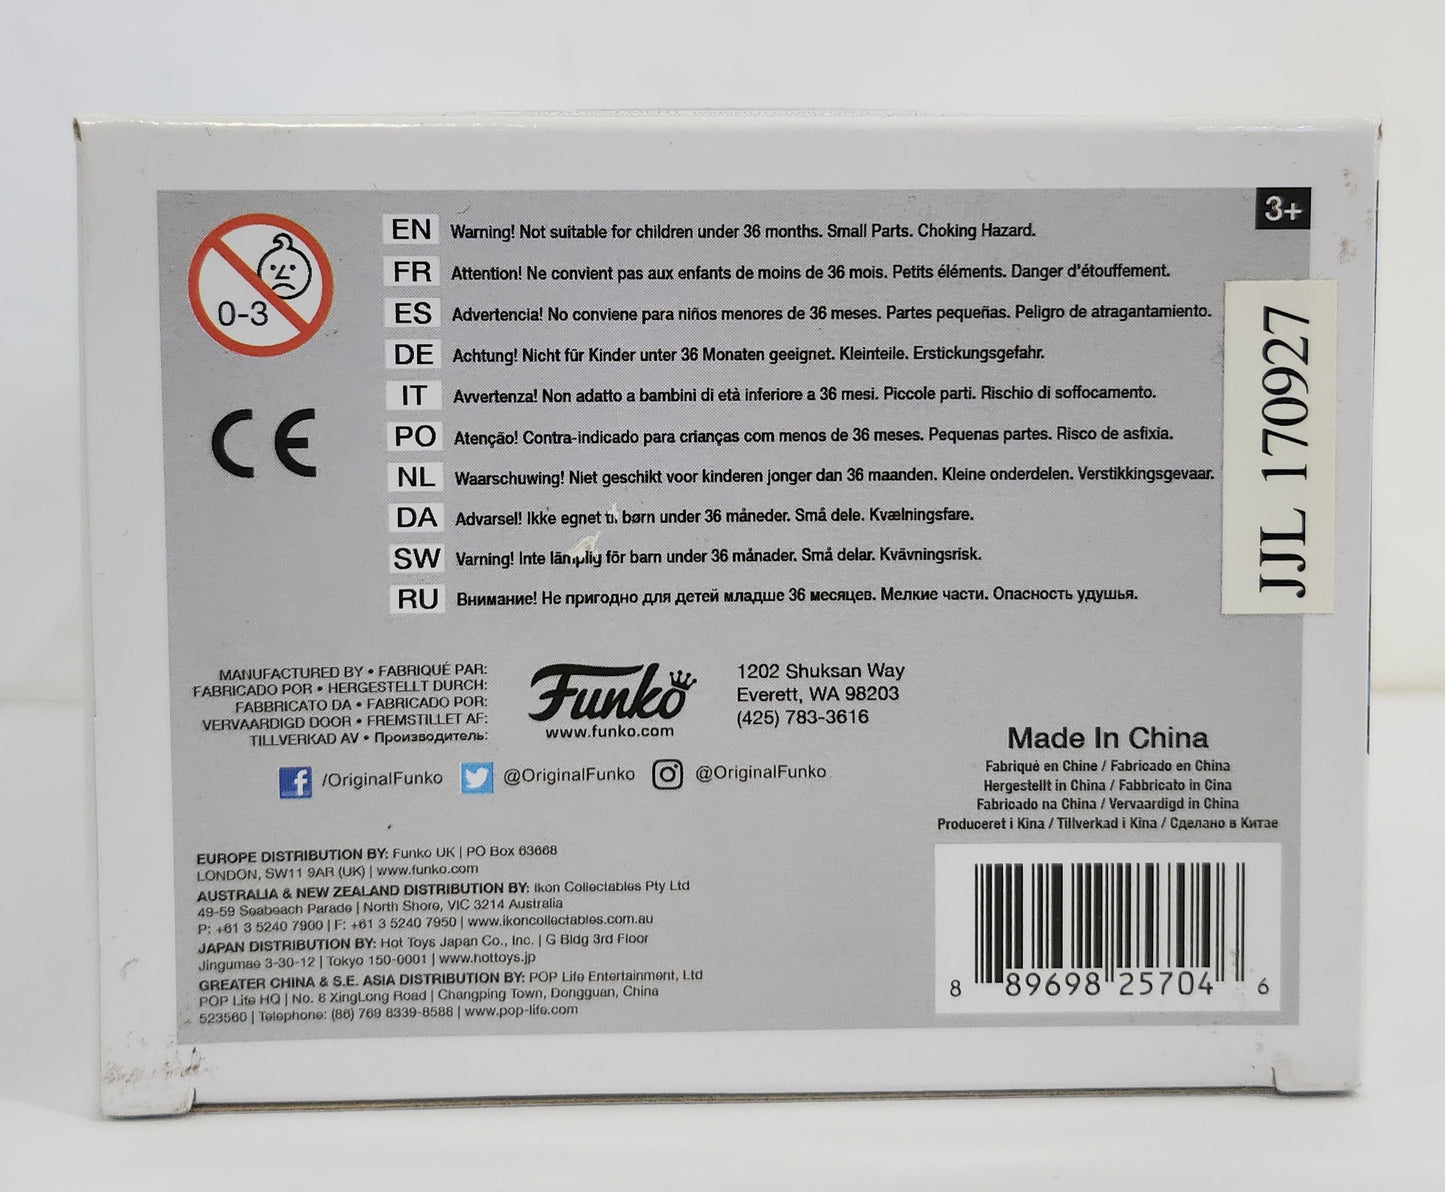 3+
0-3
EN Warning! Not suitable for children under 36 months. Small Parts. Choking Hazard.
FR Attention! Ne convient pas aux enfants de moins de 36 mois. Petits éléments. Danger d'étouffement.
ES Advertencia! No conviene para niños menores de 36 meses. Partes pequeñas. Peligro de atragantamiento.
DE Achtung! Nicht für Kinder unter 36 Monaten geeignet. Kleinteile. Erstickungsgefahr.
IT Avvertenza! Non adatto a bambini di età inferiore a 36 mesi. Piccole parti. Rischio di soffocamento.
PO Atenção! Contra-indicado para crianças com menos de 36 meses. Pequenas partes. Risco de asfixia.
NL Waarschuwing! Niet geschikt voor kinderen jonger dan 36 maanden. Kleine onderdelen. Verstikkingsgevaar.
DA Advarsel! Ikke egnet til børn under 36 måneder. Små dele. Kvælningsfare.
SW Varning! Inte lämplig för barn under 36 månader. Små delar. Kvävningsrisk.
RU Внимание! Не пригодно для детей младше 36 месяцев. Мелкие части. Опасность удушья.
CE
JJL 170927
MANUFACTURED BY • FABRIQUÉ PAR:
FABRICADO POR • HERGESTELLT DURCH:
FABBRICATO DA • FABRICADO POR:
VERVAARDIGD DOOR • FREMSTILLET AF:
TILLVERKAD AV • Производитель:
Funko
www.funko.com
1202 Shuksan Way
Everett, WA 98203
(425) 783-3616
/OriginalFunko @OriginalFunko @OriginalFunko
Made In China
Fabriqué en Chine / Fabricado en China
Hergestellt in China / Fabbricato in Cina
Fabricado na China / Vervaardigd in China
Produceret i Kina / Tillverkad i Kina / Сделано в Китае
EUROPE DISTRIBUTION BY: Funko UK | PO Box 63668
LONDON, SW11 9AR (UK) | www.funko.com
AUSTRALIA & NEW ZEALAND DISTRIBUTION BY: Ikon Collectables Pty Ltd
49-59 Seabeach Parade | North Shore, VIC 3214 Australia
P: +61 3 5240 7900 | F: +61 3 5240 7950 | www.ikoncollectables.com.au
JAPAN DISTRIBUTION BY: Hot Toys Japan Co., Inc. | G Bldg 3rd Floor
Jingumae 3-30-12 | Tokyo 150-0001 | www.hottoys.jp
GREATER CHINA & S.E. ASIA DISTRIBUTION BY: POP Life Entertainment, Ltd
POP Life HQ | No. 8 XingLong Road | Changping Town, Dongguan, China
523560 | Telephone: (86) 769 8339-8588 | www.pop-life.com
8 89698 25704 6